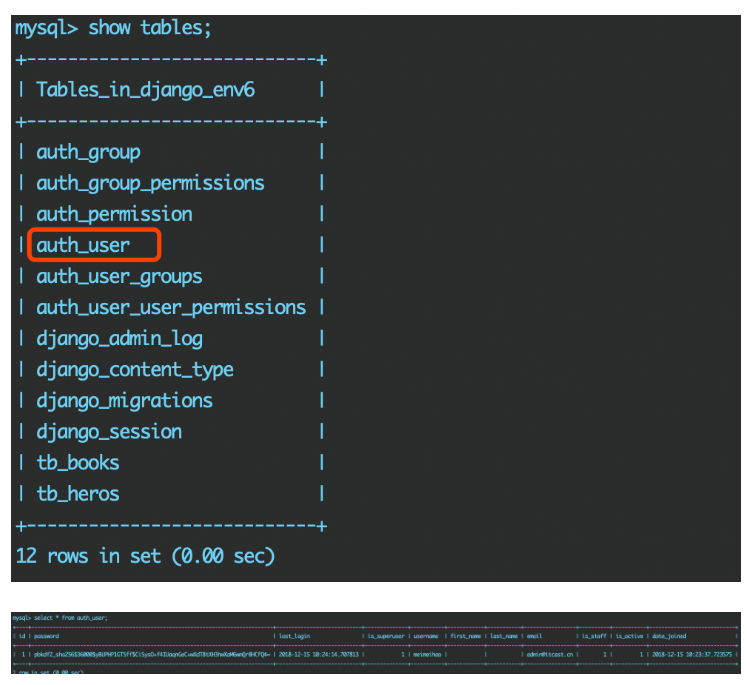 mysql> show tables;
+----------------------------+
| Tables_in_django_env6 |
+----------------------------+
| auth_group |
| auth_group_permissions |
| auth_permission |
| auth_user |
| auth_user_groups |
| auth_user_user_permissions |
| django_admin_log |
| django_content_type |
| django_migrations |
| django_session |
| tb_books |
| tb_heros |
+----------------------------+
12 rows in set (0.00 sec)
mysql> select * from auth_user;
| id | password | last_login | is_superuser | username | first_name | last_name | email | is_staff | is_active | date_joined |
| 1 | | 2018-12-15 10:24:14.707813 | 1 | meimeihao | | | admin@itcast.cn | 1 | 1 | 2018-12-15 10:23:37.723575 |
1 row in set (0.00 sec)